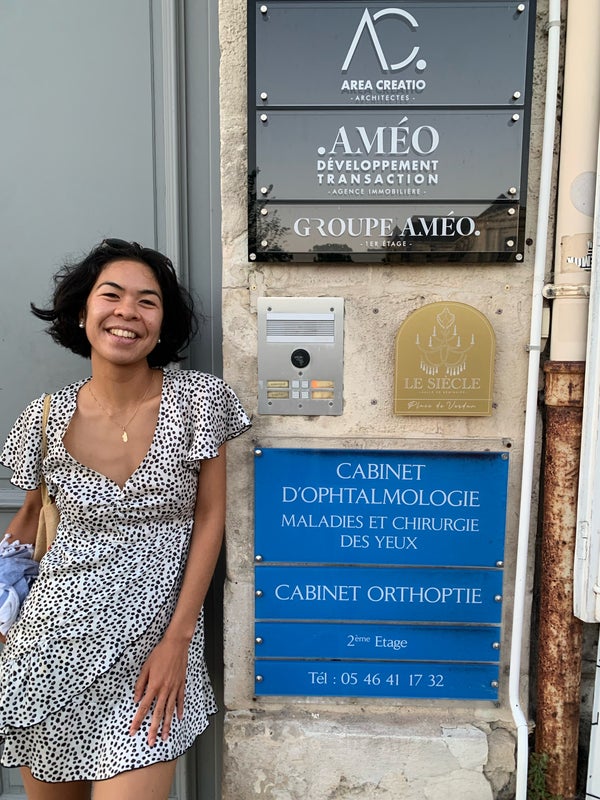 AC.
AREA CREATIO
- ARCHITECTES -
.AMÉO
DÉVELOPPEMENT
TRANSACTION
- AGENCE IMMOBILIÈRE -
GROUPE AMÉO.
- 1ER ÉTAGE -
LE SIÈCLE
Place de Verdun
CABINET
D'OPHTALMOLOGIE
MALADIES ET CHIRURGIE
DES YEUX
CABINET ORTHOPTIE
2ème Etage
Tél : 05 46 41 17 32